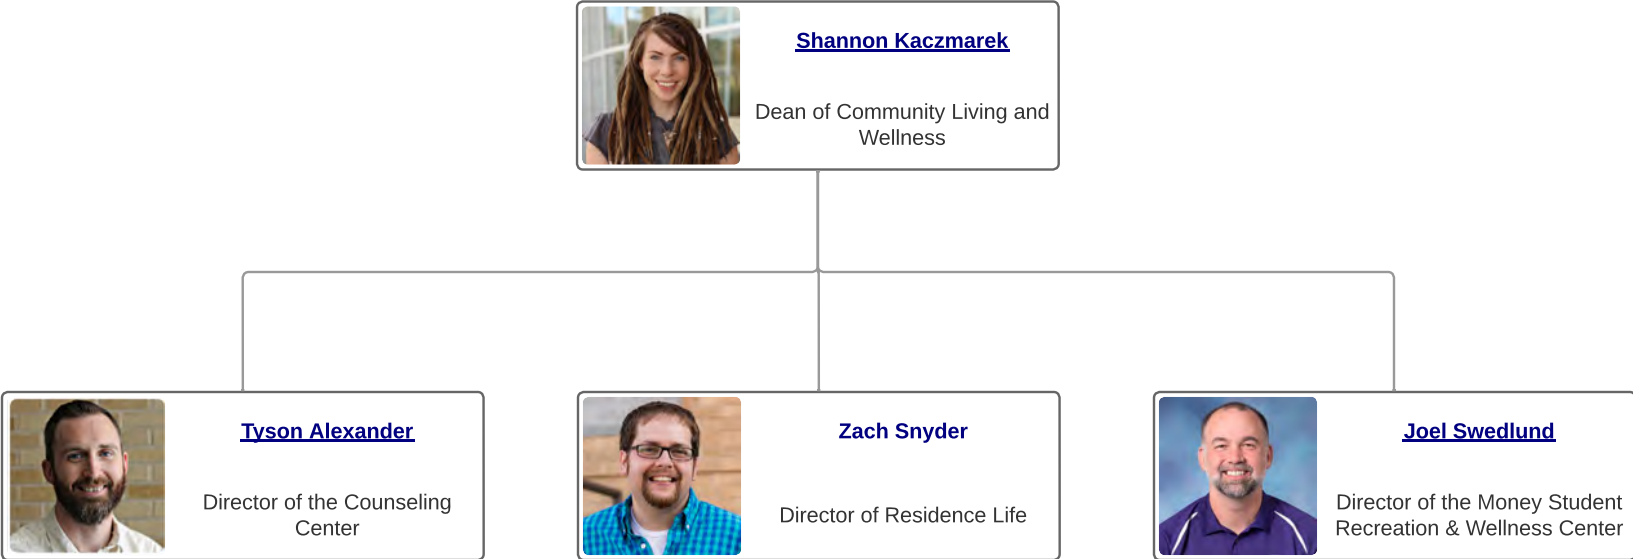 Shannon Kaczmarek
Dean of Community Living and
Wellness
Tyson Alexander
Director of the Counseling
Center
Zach Snyder
Director of Residence Life
Joel Swedlund
Director of the Money Student
Recreation & Wellness Center